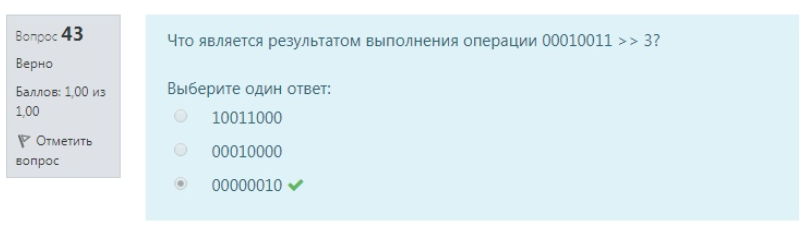 Вопрос 43
Верно
Баллов: 1,00 из
1,00
Отметить
вопрос
Что является результатом выполнения операции 00010011 >> 3?
Выберите один ответ:
10011000
00010000
00000010